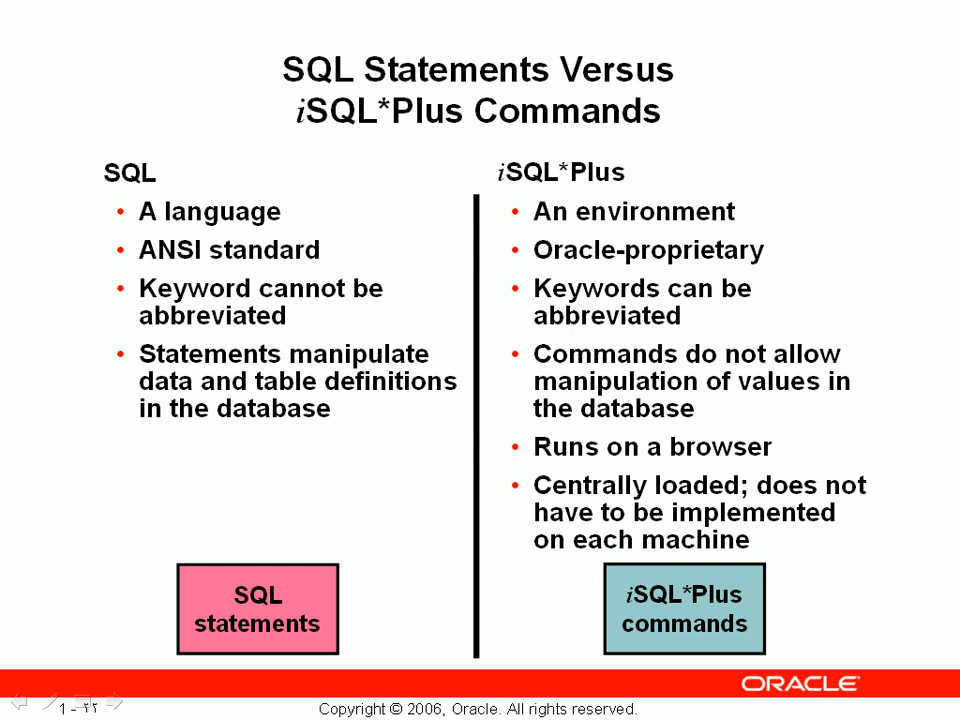 SQL Statements Versus
iSQL*Plus Commands
SQL
• A language
• ANSI standard
• Keyword cannot be
abbreviated
• Statements manipulate
data and table definitions
in the database
SQL
statements
iSQL*Plus
• An environment
• Oracle-proprietary
• Keywords can be
abbreviated
• Commands do not allow
manipulation of values in
the database
• Runs on a browser
• Centrally loaded; does not
have to be implemented
on each machine
iSQL*Plus
commands
ORACLE
1 - ٢٢
Copyright © 2006, Oracle. All rights reserved.